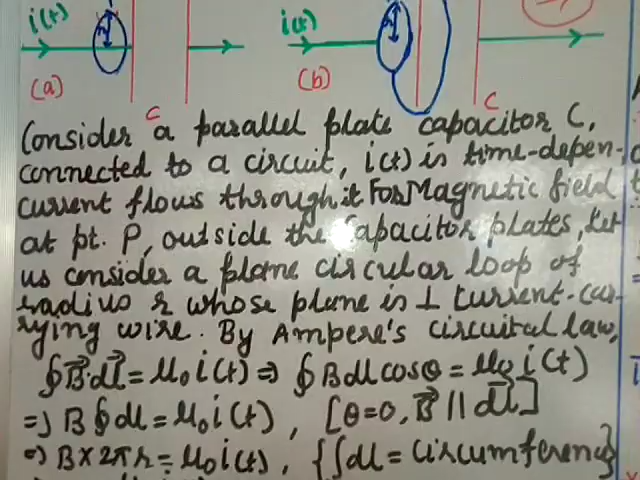 i(t) i(t)
(a) (b)
C C
Consider a parallel plate capacitor C,
connected to a circuit, i(t) is time-depen-
current flows through it For Magnetic field
at pt. P, outside the Capacitor plates, Let
us consider a plane circular loop of
radius r whose plane is ⊥ current-car-
rying wire. By Ampere's circuital law,
∮B⃗.dl⃗ = μ₀i(t) ⇒ ∮Bdl cosθ = μ₀i(t)
⇒ B∮dl = μ₀i(t), [θ=0, B⃗ || dl⃗]
⇒ B×2πr = μ₀i(t), {∫dl = circumference}